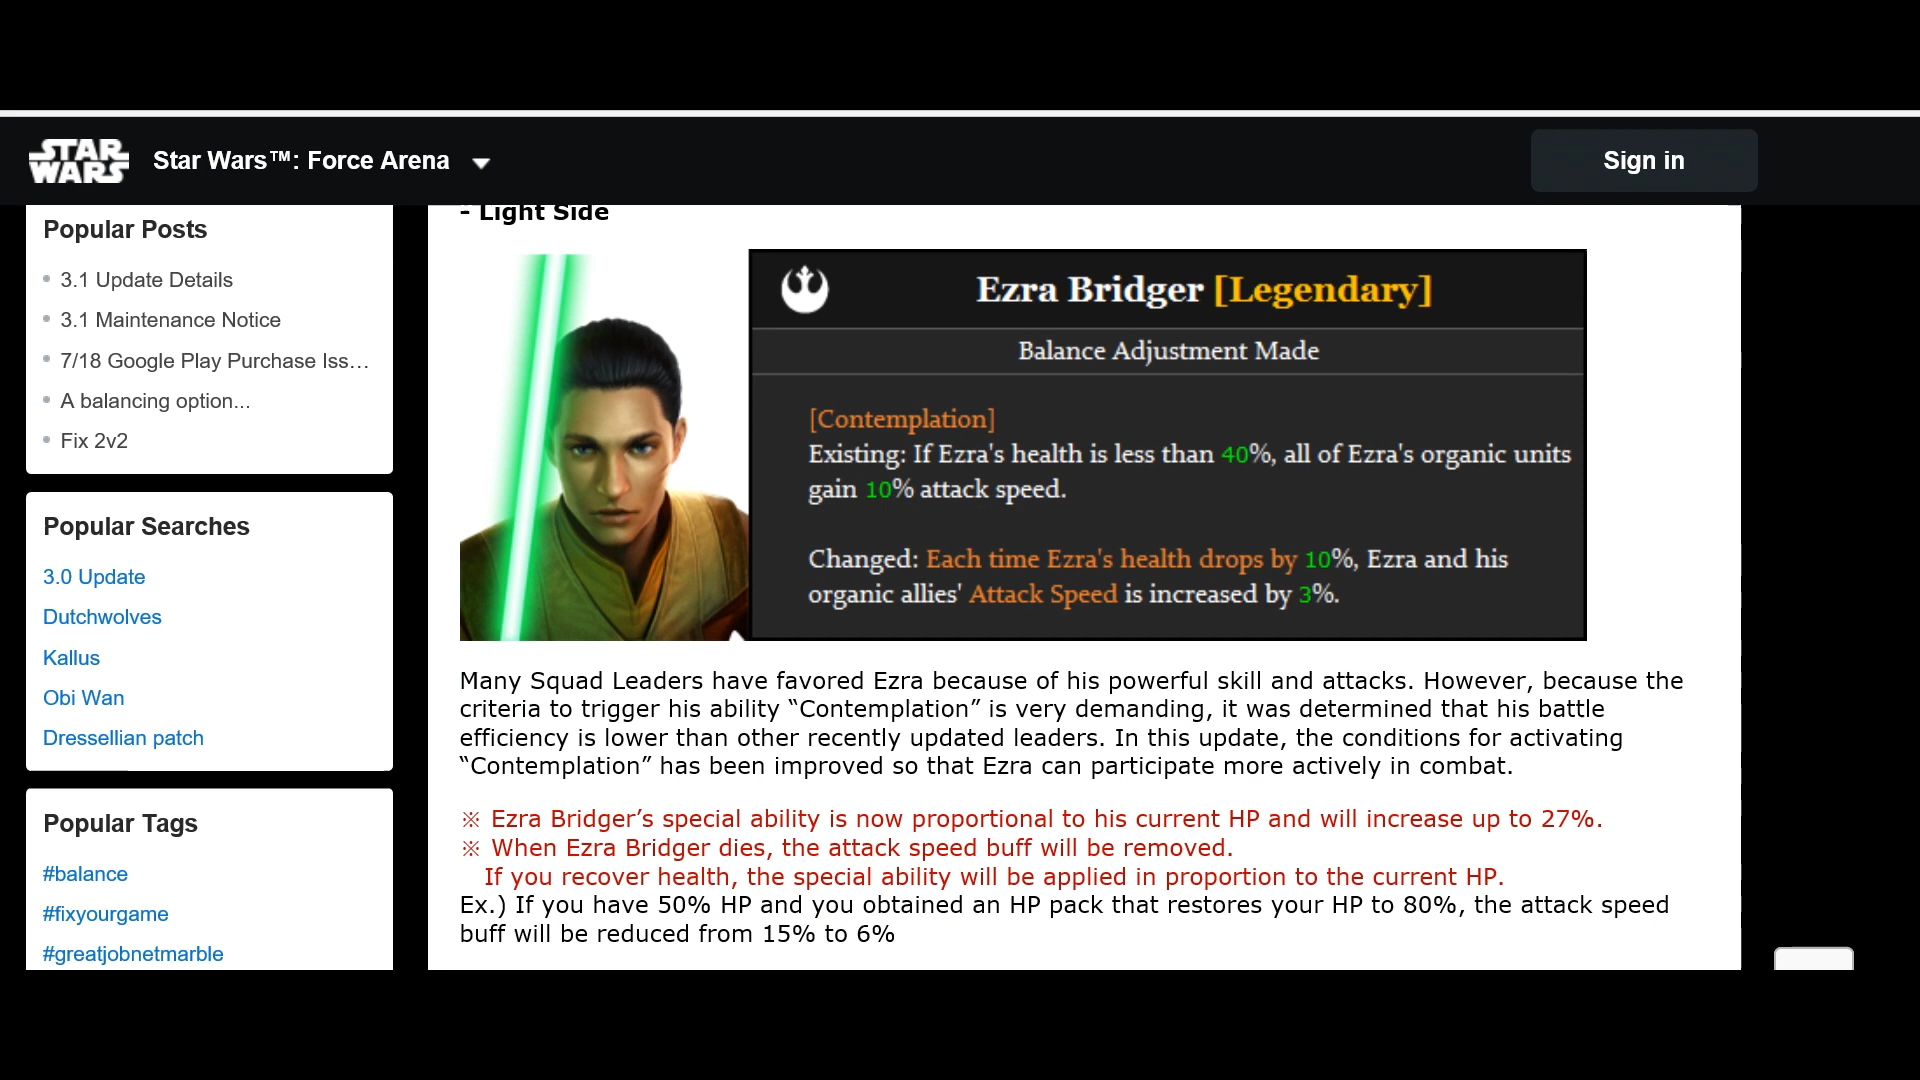 STAR WARS
Star Wars™: Force Arena
Sign in
Popular Posts
3.1 Update Details
3.1 Maintenance Notice
7/18 Google Play Purchase Iss...
A balancing option...
Fix 2v2
Popular Searches
3.0 Update
Dutchwolves
Kallus
Obi Wan
Dressellian patch
Popular Tags
#balance
#fixyourgame
#greatjobnetmarble
- Light Side
Ezra Bridger [Legendary]
Balance Adjustment Made
[Contemplation]
Existing: If Ezra's health is less than 40%, all of Ezra's organic units
gain 10% attack speed.
Changed: Each time Ezra's health drops by 10%, Ezra and his
organic allies' Attack Speed is increased by 3%.
Many Squad Leaders have favored Ezra because of his powerful skill and attacks. However, because the
criteria to trigger his ability “Contemplation” is very demanding, it was determined that his battle
efficiency is lower than other recently updated leaders. In this update, the conditions for activating
“Contemplation” has been improved so that Ezra can participate more actively in combat.
※ Ezra Bridger’s special ability is now proportional to his current HP and will increase up to 27%.
※ When Ezra Bridger dies, the attack speed buff will be removed.
If you recover health, the special ability will be applied in proportion to the current HP.
Ex.) If you have 50% HP and you obtained an HP pack that restores your HP to 80%, the attack speed
buff will be reduced from 15% to 6%